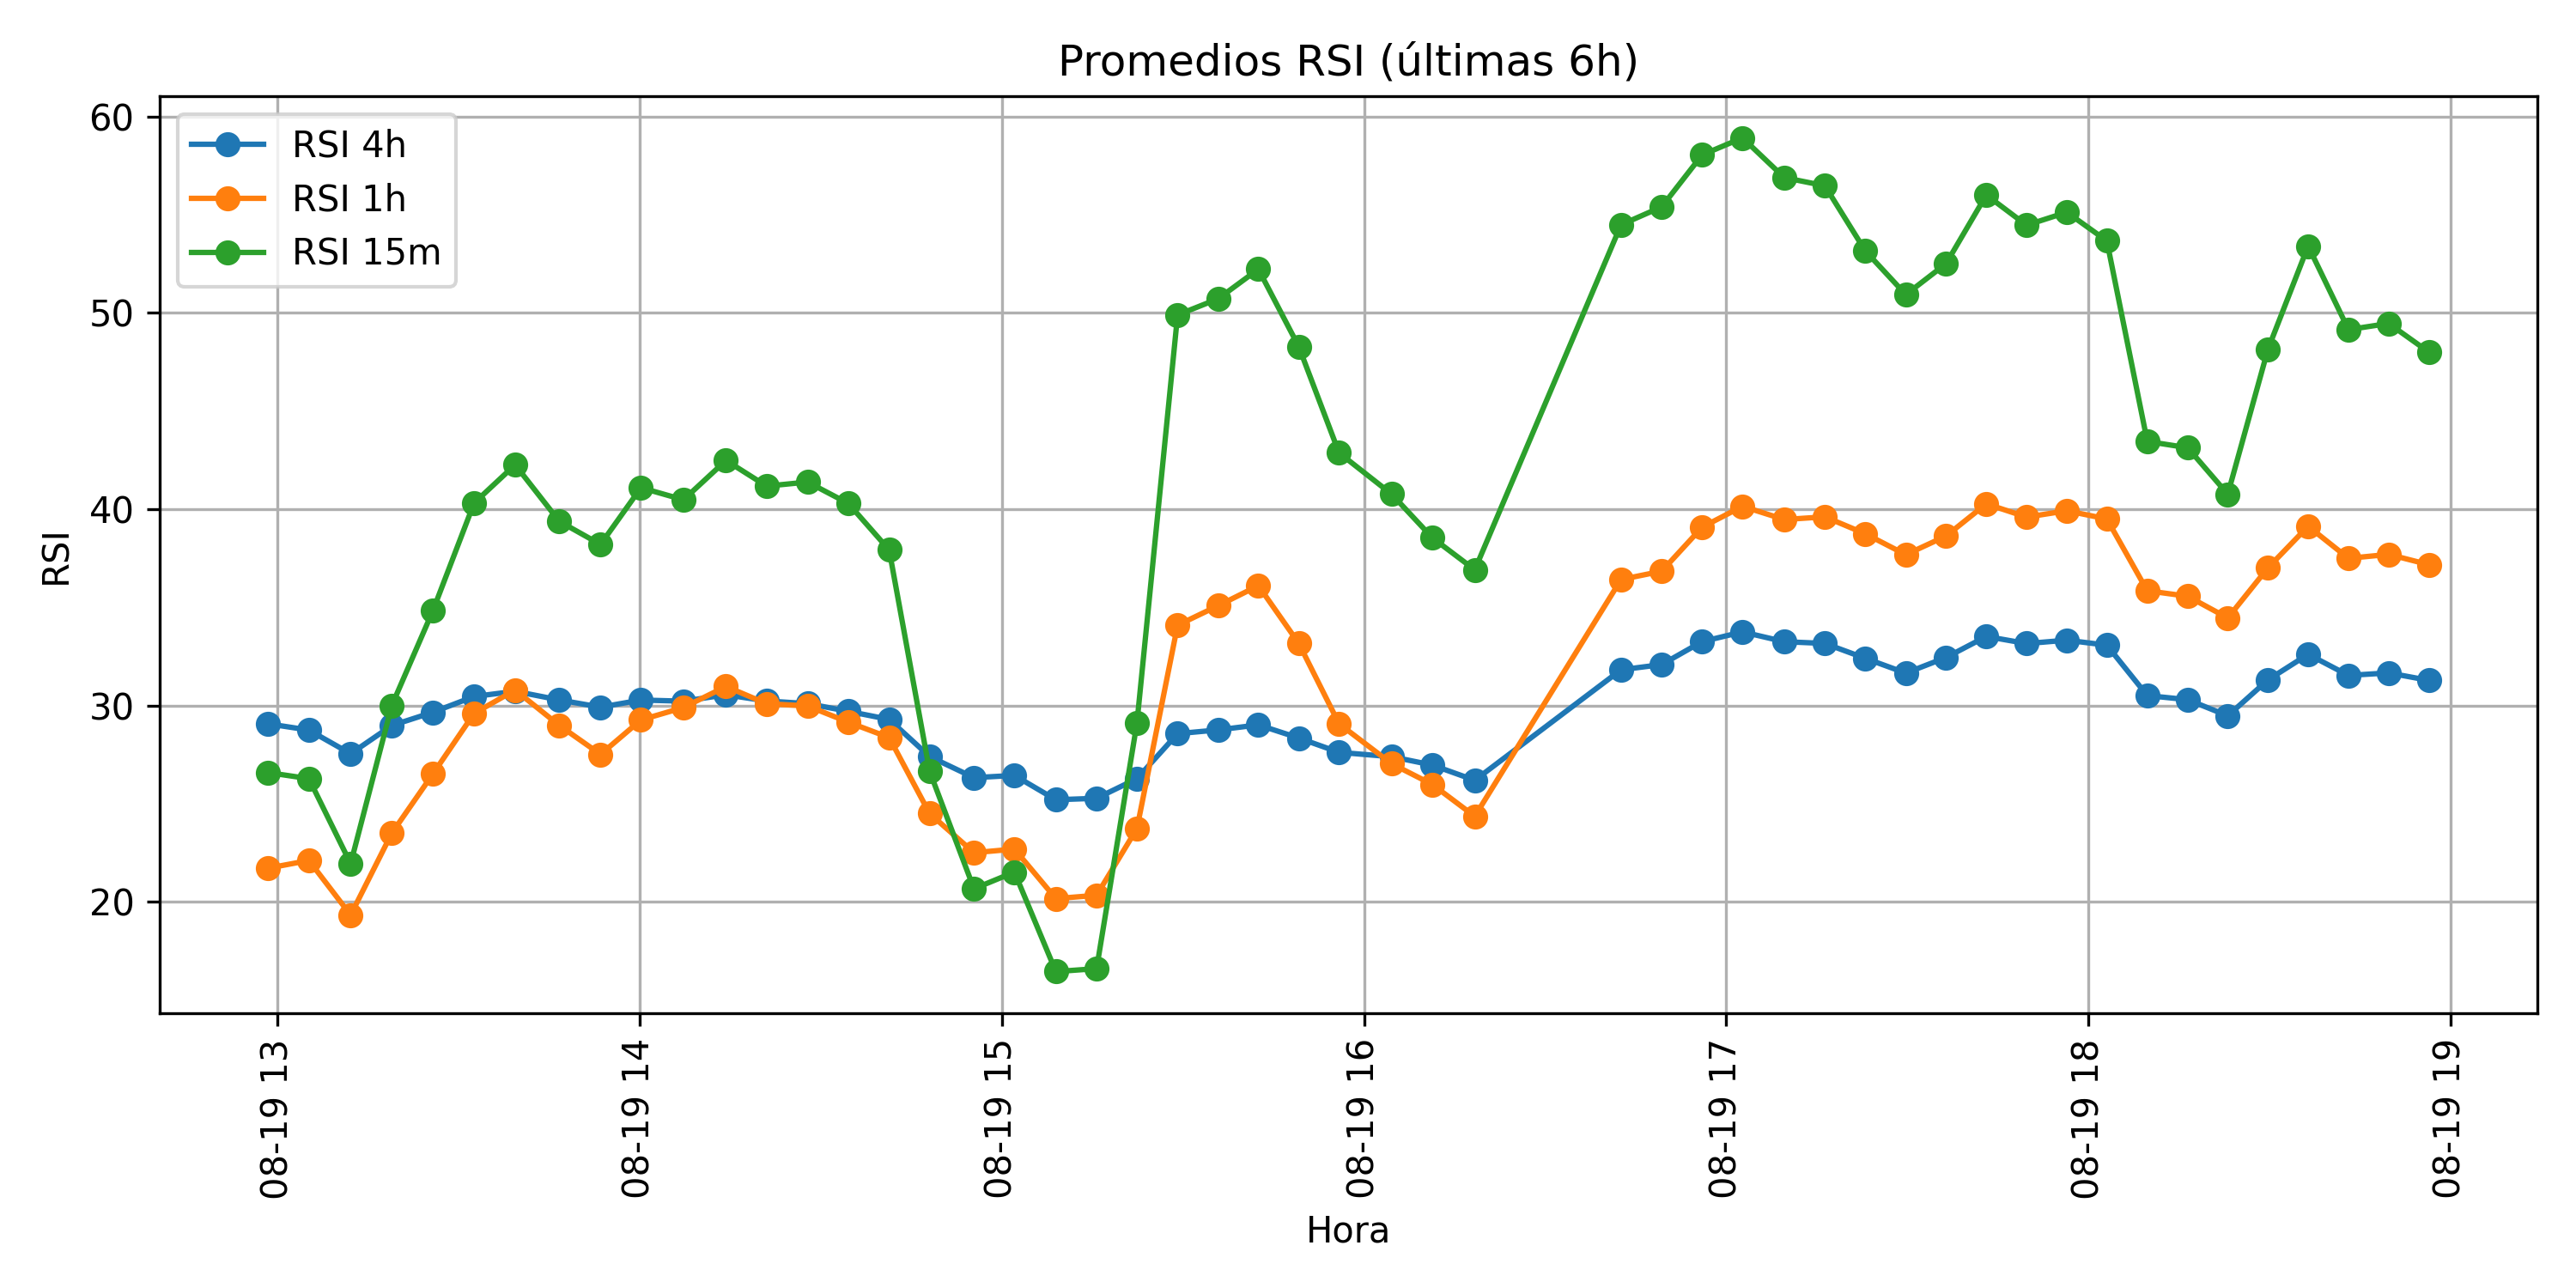 Promedios RSI (últimas 6h)
RSI 4h
RSI 1h
RSI 15m
60
50
40
30
20
RSI
08-19 13
08-19 14
08-19 15
08-19 16
08-19 17
08-19 18
08-19 19
Hora